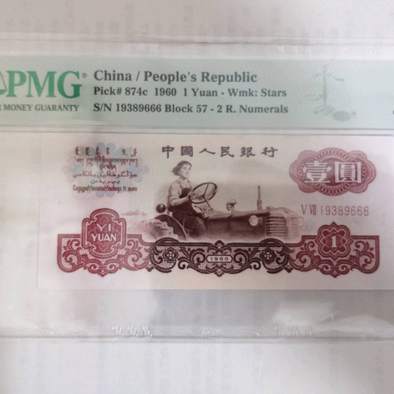 PMG
MONEY GUARANTY
China / People's Republic
Pick# 874c 1960 1 Yuan - Wmk: Stars
S/N 19389666 Block 57 - 2 R. Numerals
中國人民銀行
壹圓
V VII 19389666
YI
YUAN
1
1960